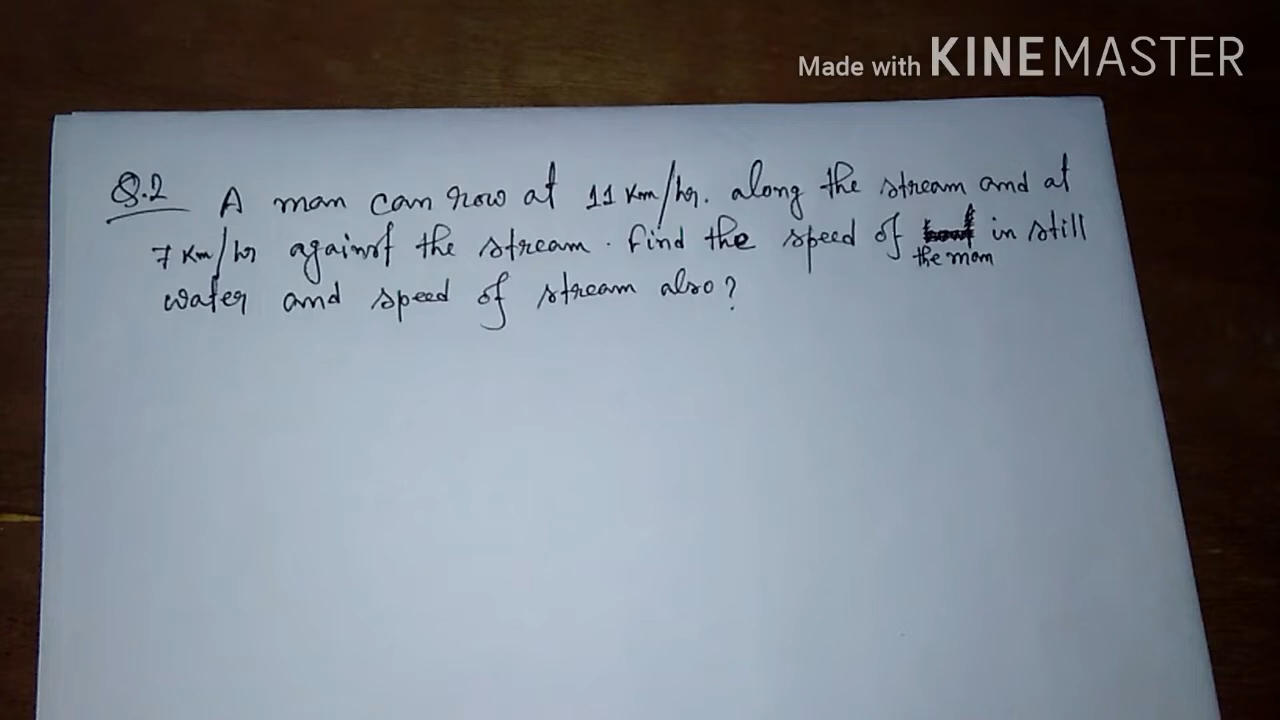 Made with KINEMASTER
Q.2 A man can row at 11 Km/hr. along the stream and at
7 Km/hr against the stream. Find the speed of in still
the man
water and speed of stream also?